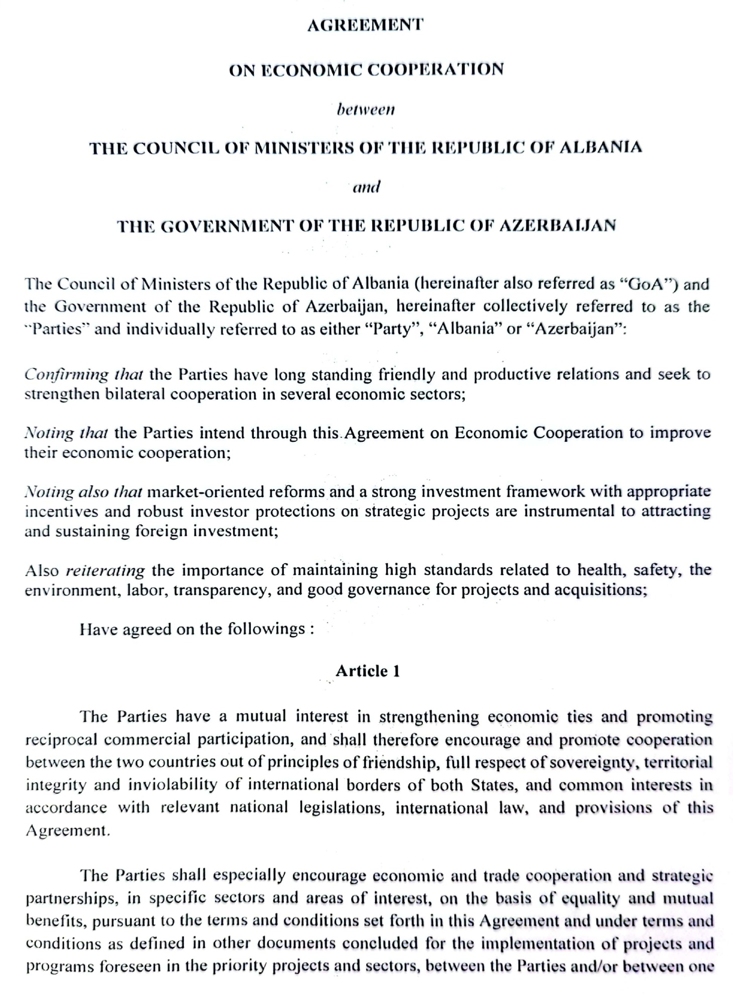 AGREEMENT
ON ECONOMIC COOPERATION
between
THE COUNCIL OF MINISTERS OF THE REPUBLIC OF ALBANIA
and
THE GOVERNMENT OF THE REPUBLIC OF AZERBAIJAN
The Council of Ministers of the Republic of Albania (hereinafter also referred as “GoA”) and
the Government of the Republic of Azerbaijan, hereinafter collectively referred to as the
“Parties” and individually referred to as either “Party”, “Albania” or “Azerbaijan”:
Confirming that the Parties have long standing friendly and productive relations and seek to
strengthen bilateral cooperation in several economic sectors;
Noting that the Parties intend through this Agreement on Economic Cooperation to improve
their economic cooperation;
Noting also that market-oriented reforms and a strong investment framework with appropriate
incentives and robust investor protections on strategic projects are instrumental to attracting
and sustaining foreign investment;
Also reiterating the importance of maintaining high standards related to health, safety, the
environment, labor, transparency, and good governance for projects and acquisitions;
Have agreed on the followings :
Article 1
The Parties have a mutual interest in strengthening economic ties and promoting
reciprocal commercial participation, and shall therefore encourage and promote cooperation
between the two countries out of principles of friendship, full respect of sovereignty, territorial
integrity and inviolability of international borders of both States, and common interests in
accordance with relevant national legislations, international law, and provisions of this
Agreement.
The Parties shall especially encourage economic and trade cooperation and strategic
partnerships, in specific sectors and areas of interest, on the basis of equality and mutual
benefits, pursuant to the terms and conditions set forth in this Agreement and under terms and
conditions as defined in other documents concluded for the implementation of projects and
programs foreseen in the priority projects and sectors, between the Parties and/or between one